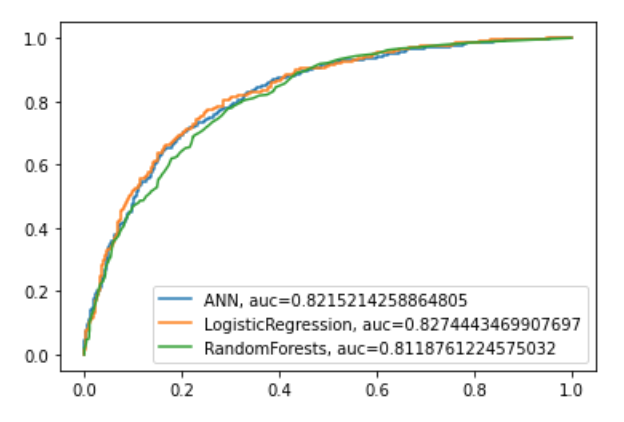 1.0
0.8
0.6
0.4
0.2
0.0
ANN, auc=0.8215214258864805
LogisticRegression, auc=0.8274443469907697
RandomForests, auc=0.8118761224575032
0.0 0.2 0.4 0.6 0.8 1.0